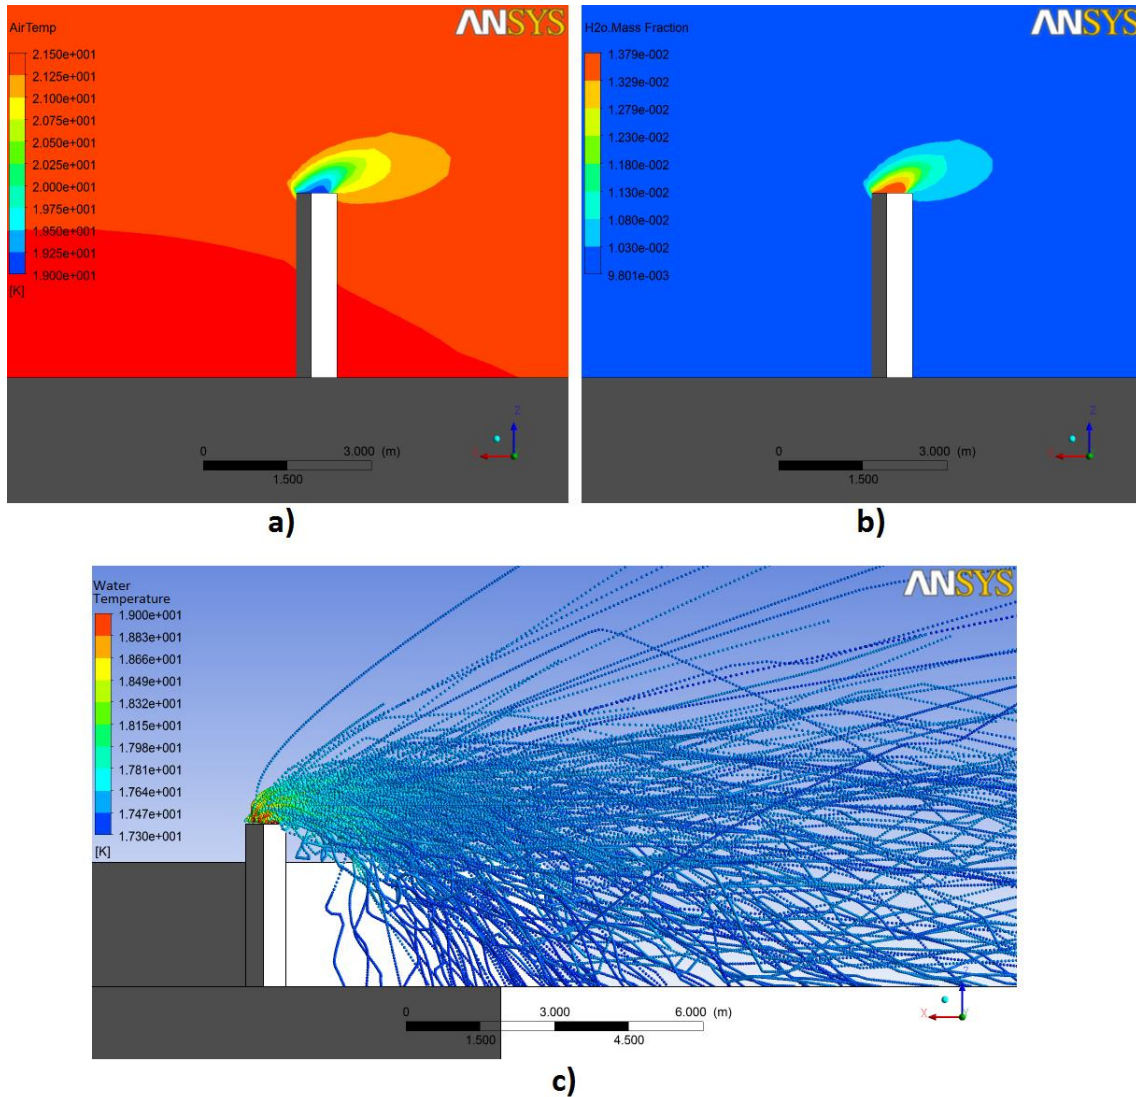 AirTemp
ANSYS
2.150e+001
2.125e+001
2.100e+001
2.075e+001
2.050e+001
2.025e+001
2.000e+001
1.975e+001
1.950e+001
1.925e+001
1.900e+001
[K]
Z
0 3.000 (m)
1.500
a)
H2o.Mass Fraction
ANSYS
1.379e-002
1.329e-002
1.279e-002
1.230e-002
1.180e-002
1.130e-002
1.080e-002
1.030e-002
9.801e-003
Z
0 3.000 (m)
1.500
b)
Water
Temperature
ANSYS
1.900e+001
1.883e+001
1.866e+001
1.849e+001
1.832e+001
1.815e+001
1.798e+001
1.781e+001
1.764e+001
1.747e+001
1.730e+001
[K]
X
0 3.000 6.000 (m)
1.500 4.500
c)